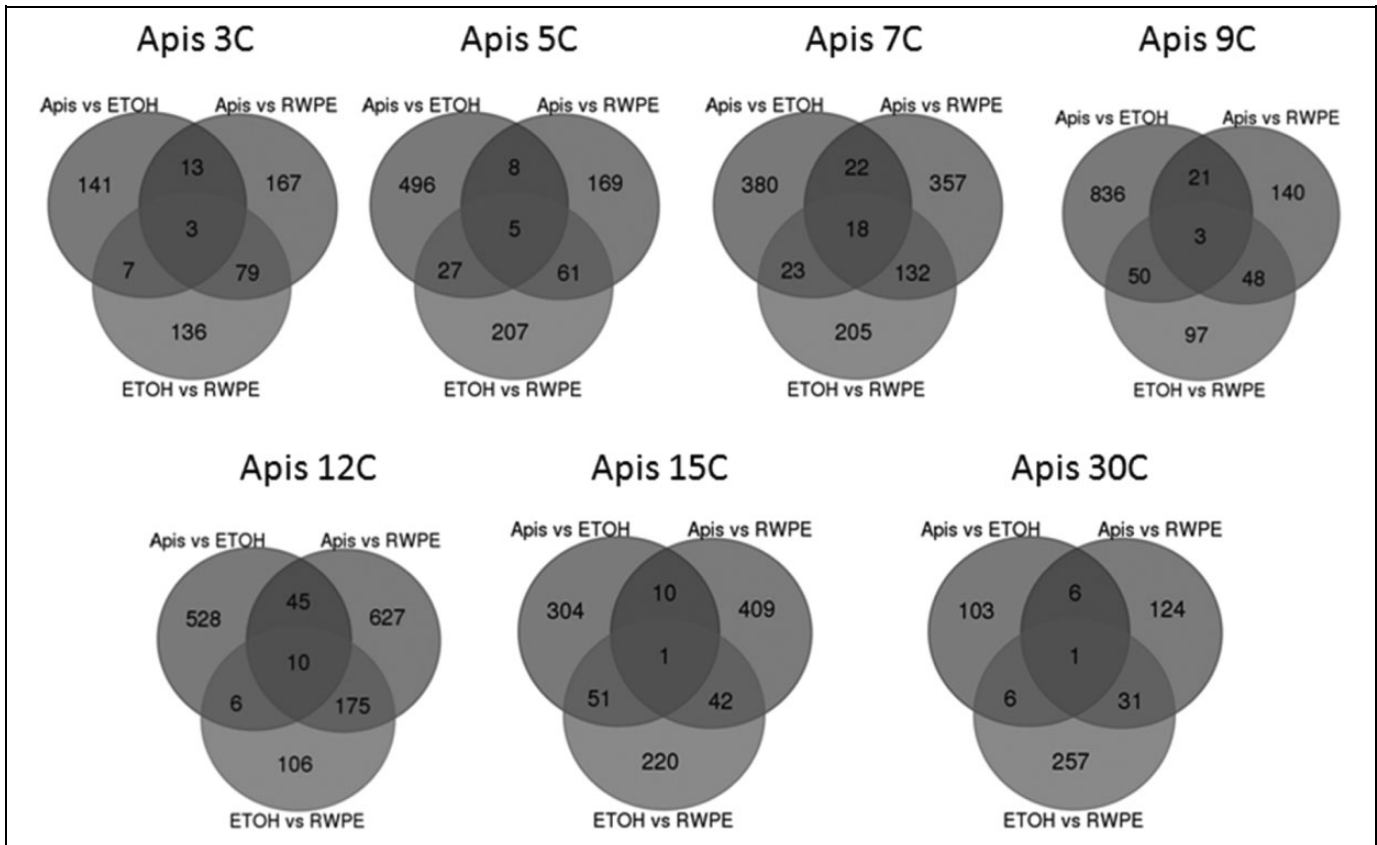 Apis 3C
Apis vs ETOH
Apis vs RWPE
141
13
167
3
7
79
136
ETOH vs RWPE
Apis 5C
Apis vs ETOH
Apis vs RWPE
496
8
169
5
27
61
207
ETOH vs RWPE
Apis 7C
Apis vs ETOH
Apis vs RWPE
380
22
357
18
23
132
205
ETOH vs RWPE
Apis 9C
Apis vs ETOH
Apis vs RWPE
836
21
140
3
50
48
97
ETOH vs RWPE
Apis 12C
Apis vs ETOH
Apis vs RWPE
528
45
627
10
6
175
106
ETOH vs RWPE
Apis 15C
Apis vs ETOH
Apis vs RWPE
304
10
409
1
51
42
220
ETOH vs RWPE
Apis 30C
Apis vs ETOH
Apis vs RWPE
103
6
124
1
6
31
257
ETOH vs RWPE